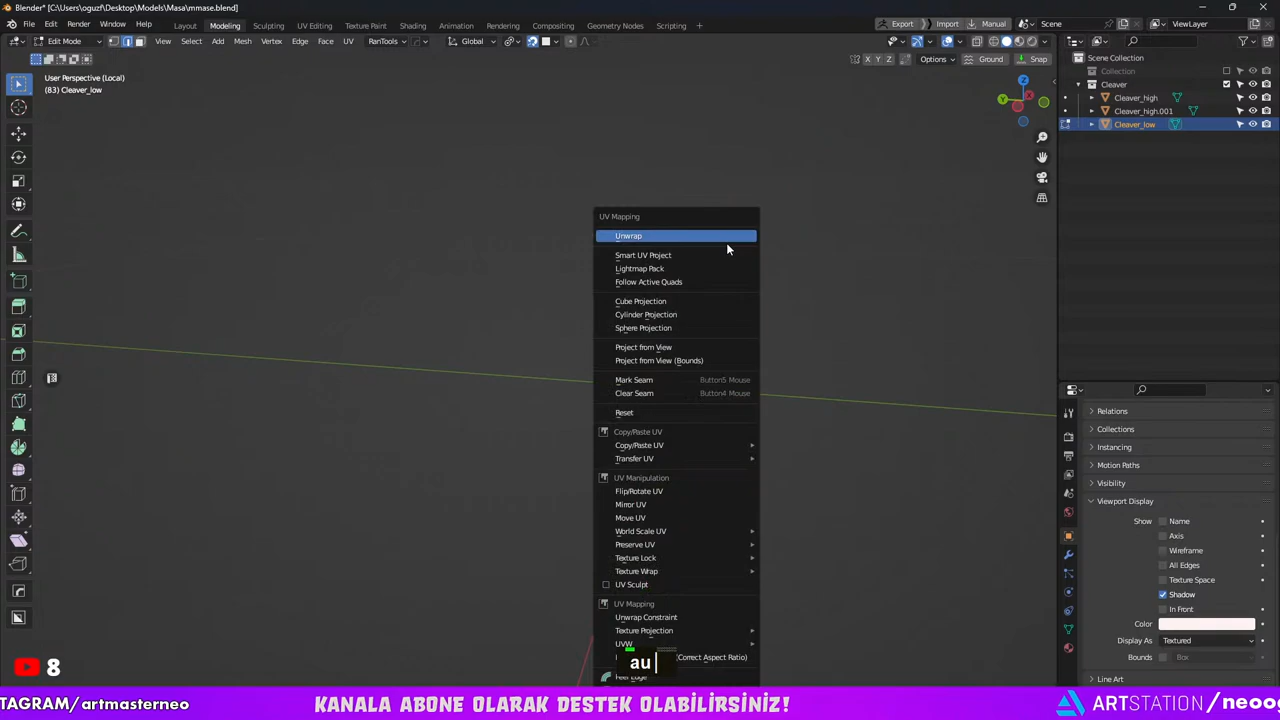 Blender* [C:\Users\oguzf\Desktop\Models\Masa\mmase.blend]
File Edit Render Window Help Layout Modeling Sculpting UV Editing Texture Paint Shading Animation Rendering Compositing Geometry Nodes Scripting + Export Import Manual Scene ViewLayer
Edit Mode View Select Add Mesh Vertex Edge Face UV RanTools Global
X Y Z Options Ground Snap
User Perspective (Local)
(83) Cleaver_low
Z
Y
X
Scene Collection
Collection
Cleaver
Cleaver_high
Cleaver_high.001
Cleaver_low
UV Mapping
Unwrap
Smart UV Project
Lightmap Pack
Follow Active Quads
Cube Projection
Cylinder Projection
Sphere Projection
Project from View
Project from View (Bounds)
Mark Seam Button5 Mouse
Clear Seam Button4 Mouse
Reset
Copy/Paste UV
Copy/Paste UV
Transfer UV
UV Manipulation
Flip/Rotate UV
Mirror UV
Move UV
World Scale UV
Preserve UV
Texture Lock
Texture Wrap
UV Sculpt
UV Mapping
Unwrap Constraint
Texture Projection
UVW
(Correct Aspect Ratio)
au
Relations
Collections
Instancing
Motion Paths
Visibility
Viewport Display
Show Name
Axis
Wireframe
All Edges
Texture Space
Shadow
In Front
Color
Display As Textured
Bounds Box
Line Art
8
TAGRAM/artmasterneo KANALA ABONE OLARAK DESTEK OLABİLİRSİNİZ! ARTSTATION/neoog